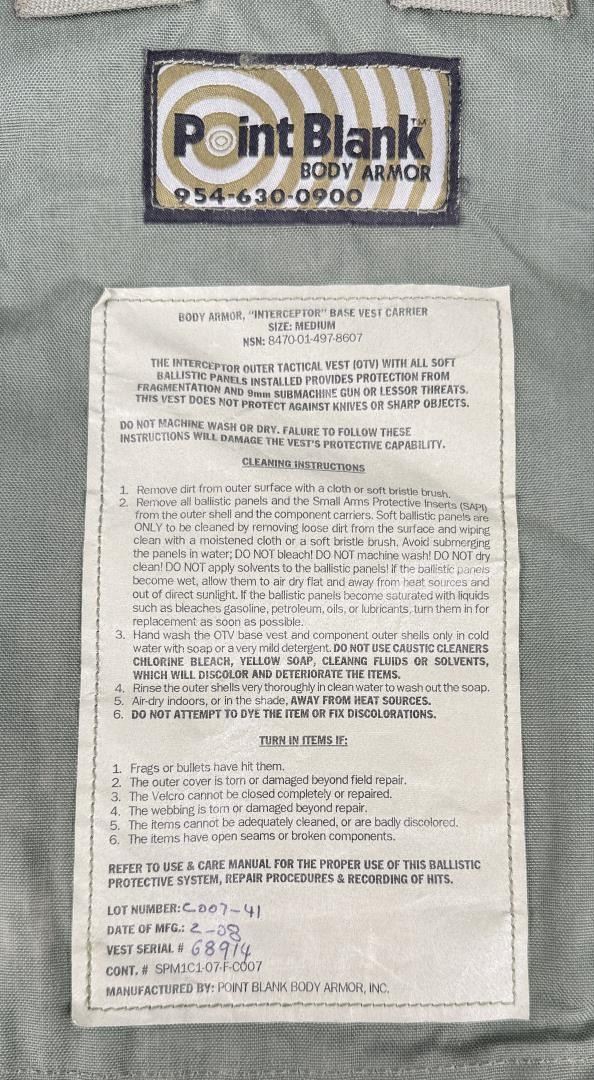 Point Blank™
BODY ARMOR
954-630-0900
BODY ARMOR, "INTERCEPTOR" BASE VEST CARRIER
SIZE: MEDIUM
NSN: 8470-01-497-8607
THE INTERCEPTOR OUTER TACTICAL VEST (OTV) WITH ALL SOFT
BALLISTIC PANELS INSTALLED PROVIDES PROTECTION FROM
FRAGMENTATION AND 9mm SUBMACHINE GUN OR LESSOR THREATS.
THIS VEST DOES NOT PROTECT AGAINST KNIVES OR SHARP OBJECTS.
DO NOT MACHINE WASH OR DRY. FALURE TO FOLLOW THESE
INSTRUCTIONS WILL DAMAGE THE VEST'S PROTECTIVE CAPABILITY.
CLEANING INSTRUCTIONS
1. Remove dirt from outer surface with a cloth or soft bristle brush.
2. Remove all ballistic panels and the Small Arms Protective Inserts (SAPI)
from the outer shell and the component carriers. Soft ballistic panels are
ONLY to be cleaned by removing loose dirt from the surface and wiping
clean with a moistened cloth or a soft bristle brush. Avoid submerging
the panels in water; DO NOT bleach! DO NOT machine wash! DO NOT dry
clean! DO NOT apply solvents to the ballistic panels! If the ballistic panels
become wet, allow them to air dry flat and away from heat sources and
out of direct sunlight. If the ballistic panels become saturated with liquids
such as bleaches gasoline, petroleum, oils, or lubricants, turn them in for
replacement as soon as possible.
3. Hand wash the OTV base vest and component outer shells only in cold
water with soap or a very mild detergent. DO NOT USE CAUSTIC CLEANERS
CHLORINE BLEACH, YELLOW SOAP, CLEANNG FLUIDS OR SOLVENTS,
WHICH WILL DISCOLOR AND DETERIORATE THE ITEMS.
4. Rinse the outer shells very thoroughly in clean water to wash out the soap.
5. Air-dry indoors, or in the shade, AWAY FROM HEAT SOURCES.
6. DO NOT ATTEMPT TO DYE THE ITEM OR FIX DISCOLORATIONS.
TURN IN ITEMS IF:
1. Frags or bullets have hit them.
2. The outer cover is torn or damaged beyond field repair.
3. The Velcro cannot be closed completely or repaired.
4. The webbing is torn or damaged beyond repair.
5. The items cannot be adequately cleaned, or are badly discolored.
6. The items have open seams or broken components.
REFER TO USE & CARE MANUAL FOR THE PROPER USE OF THIS BALLISTIC
PROTECTIVE SYSTEM, REPAIR PROCEDURES & RECORDING OF HITS.
LOT NUMBER: C007-41
DATE OF MFG.: 2-08
VEST SERIAL # 68914
CONT. # SPM1C1-07-F-C007
MANUFACTURED BY: POINT BLANK BODY ARMOR, INC.